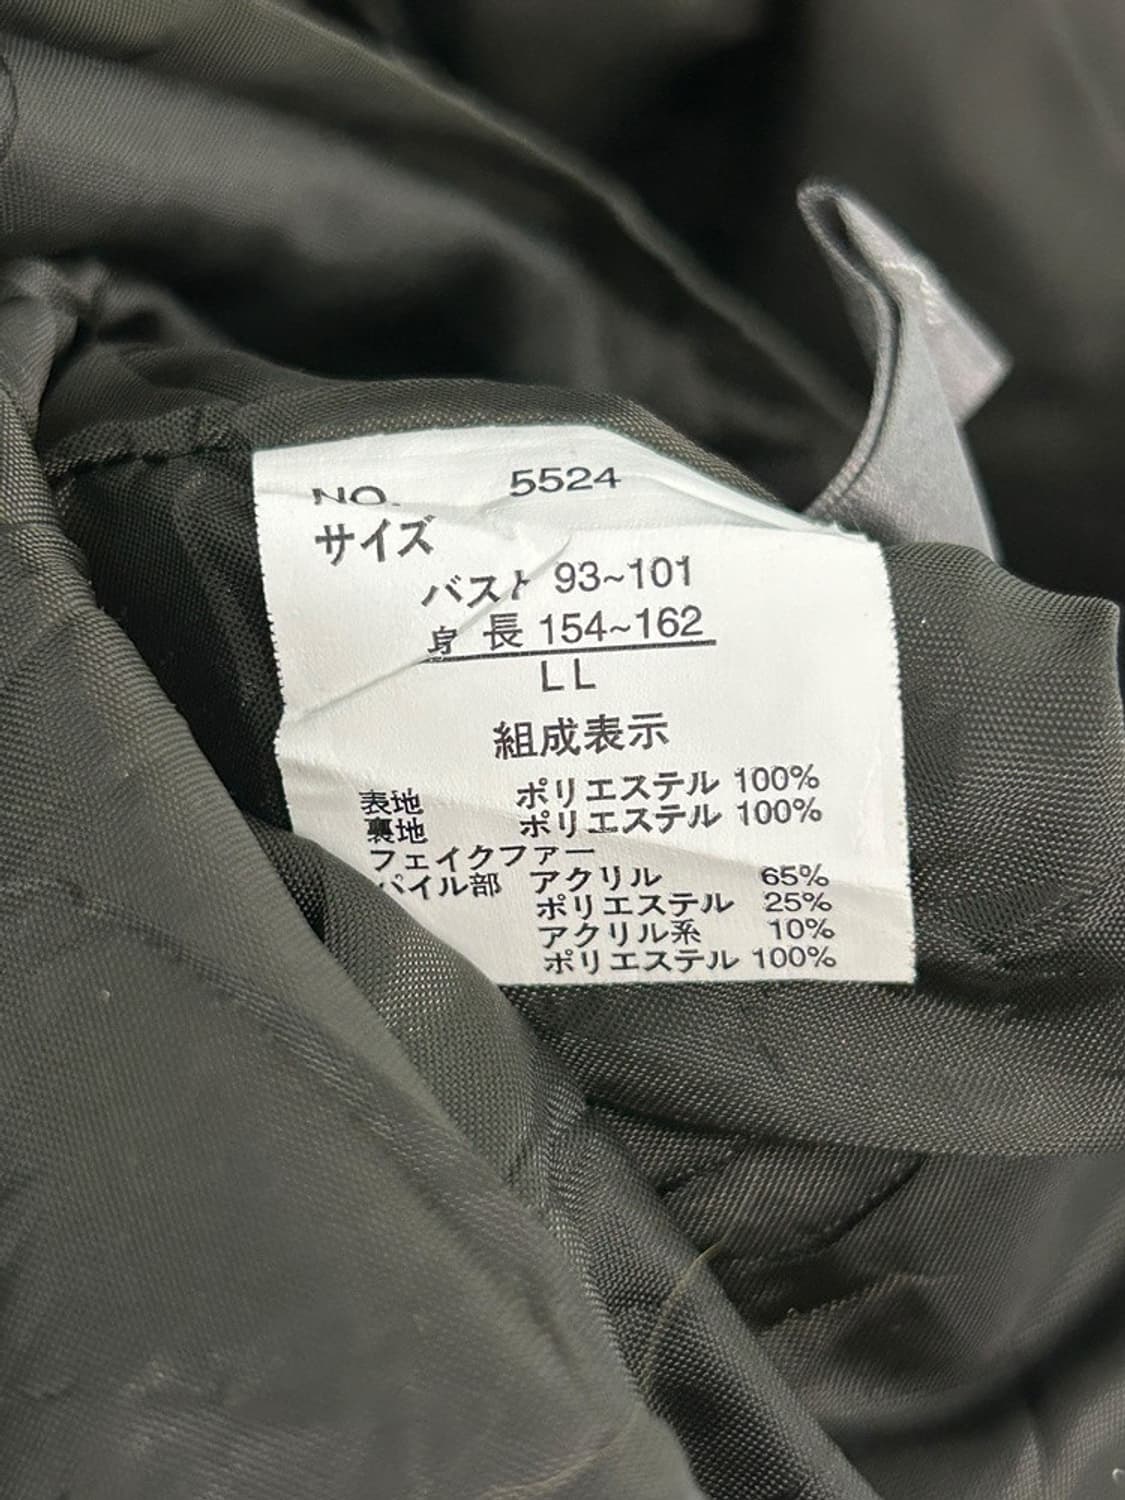 NO. 5524
サイズ
バスト 93~101
身 長 154~162
LL
組成表示
表地 ポリエステル 100%
裏地 ポリエステル 100%
フェイクファー
パイル部 アクリル 65%
ポリエステル 25%
アクリル系 10%
ポリエステル 100%